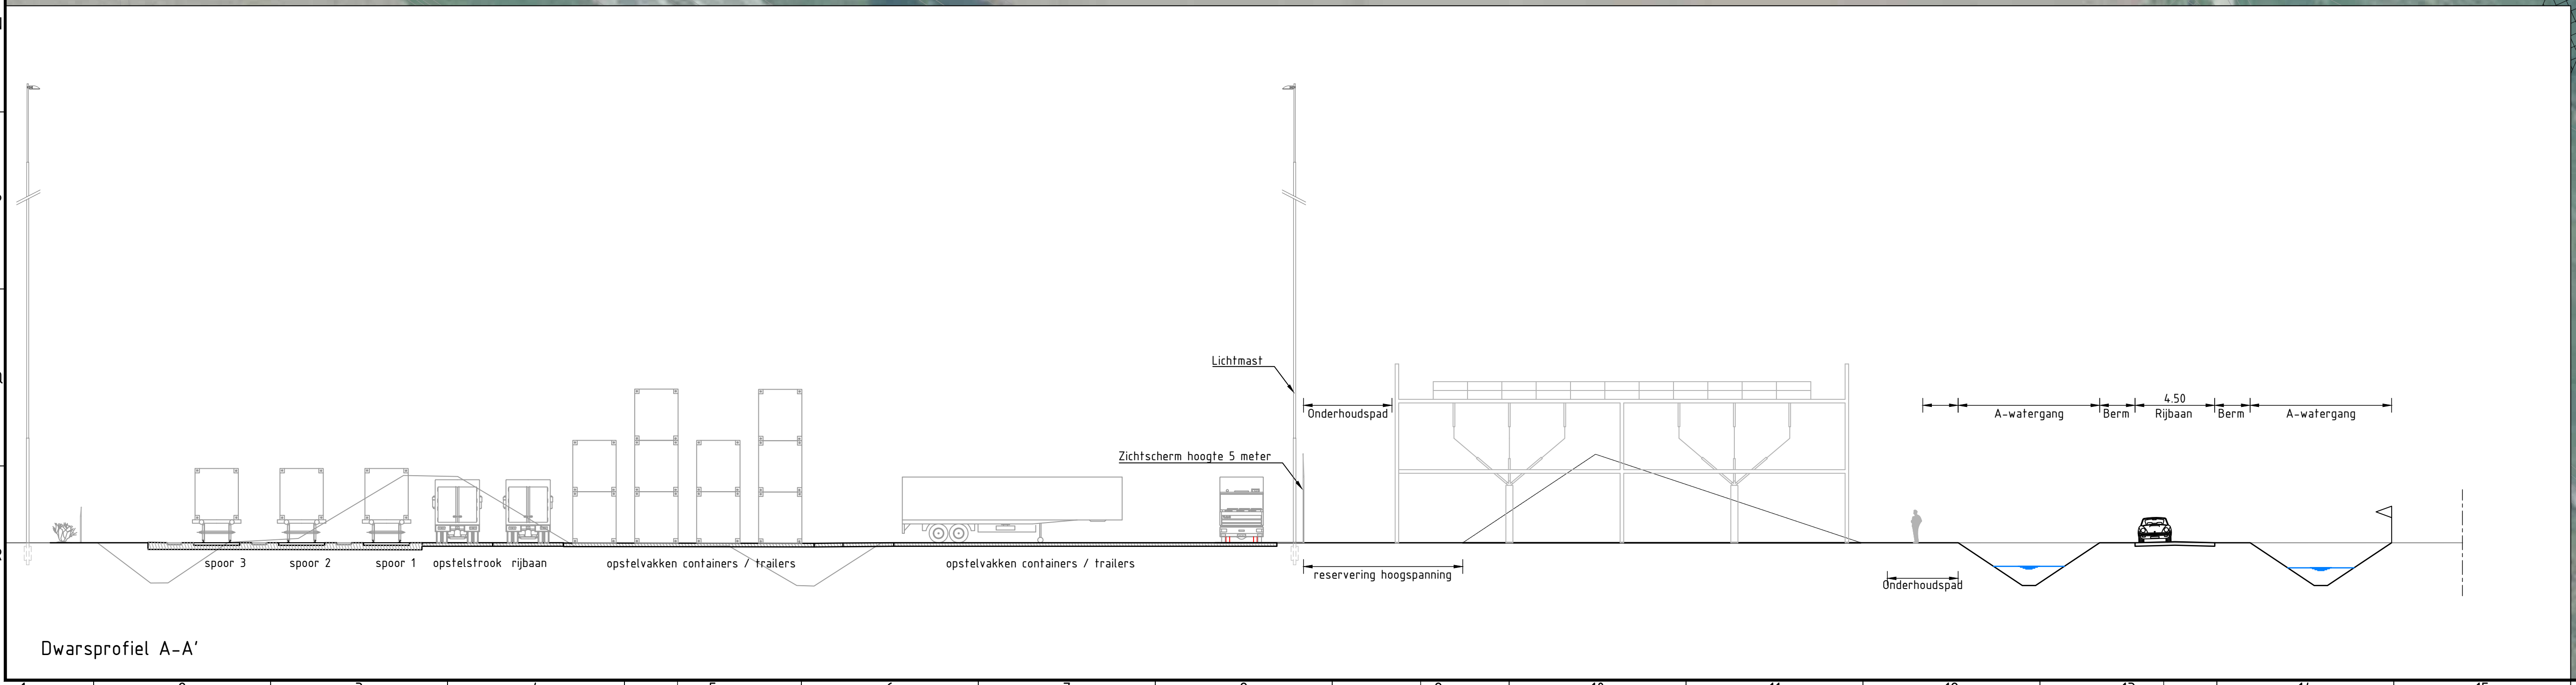 Lichtmast
Onderhoudspad
4.50
A-watergang
Berm
Rijbaan
Berm
A-watergang
Zichtscherm hoogte 5 meter
spoor 3
spoor 2
spoor 1
opstelstrook
rijbaan
opstelvakken containers / trailers
opstelvakken containers / trailers
reservering hoogspanning
Onderhoudspad
Dwarsprofiel A-A'